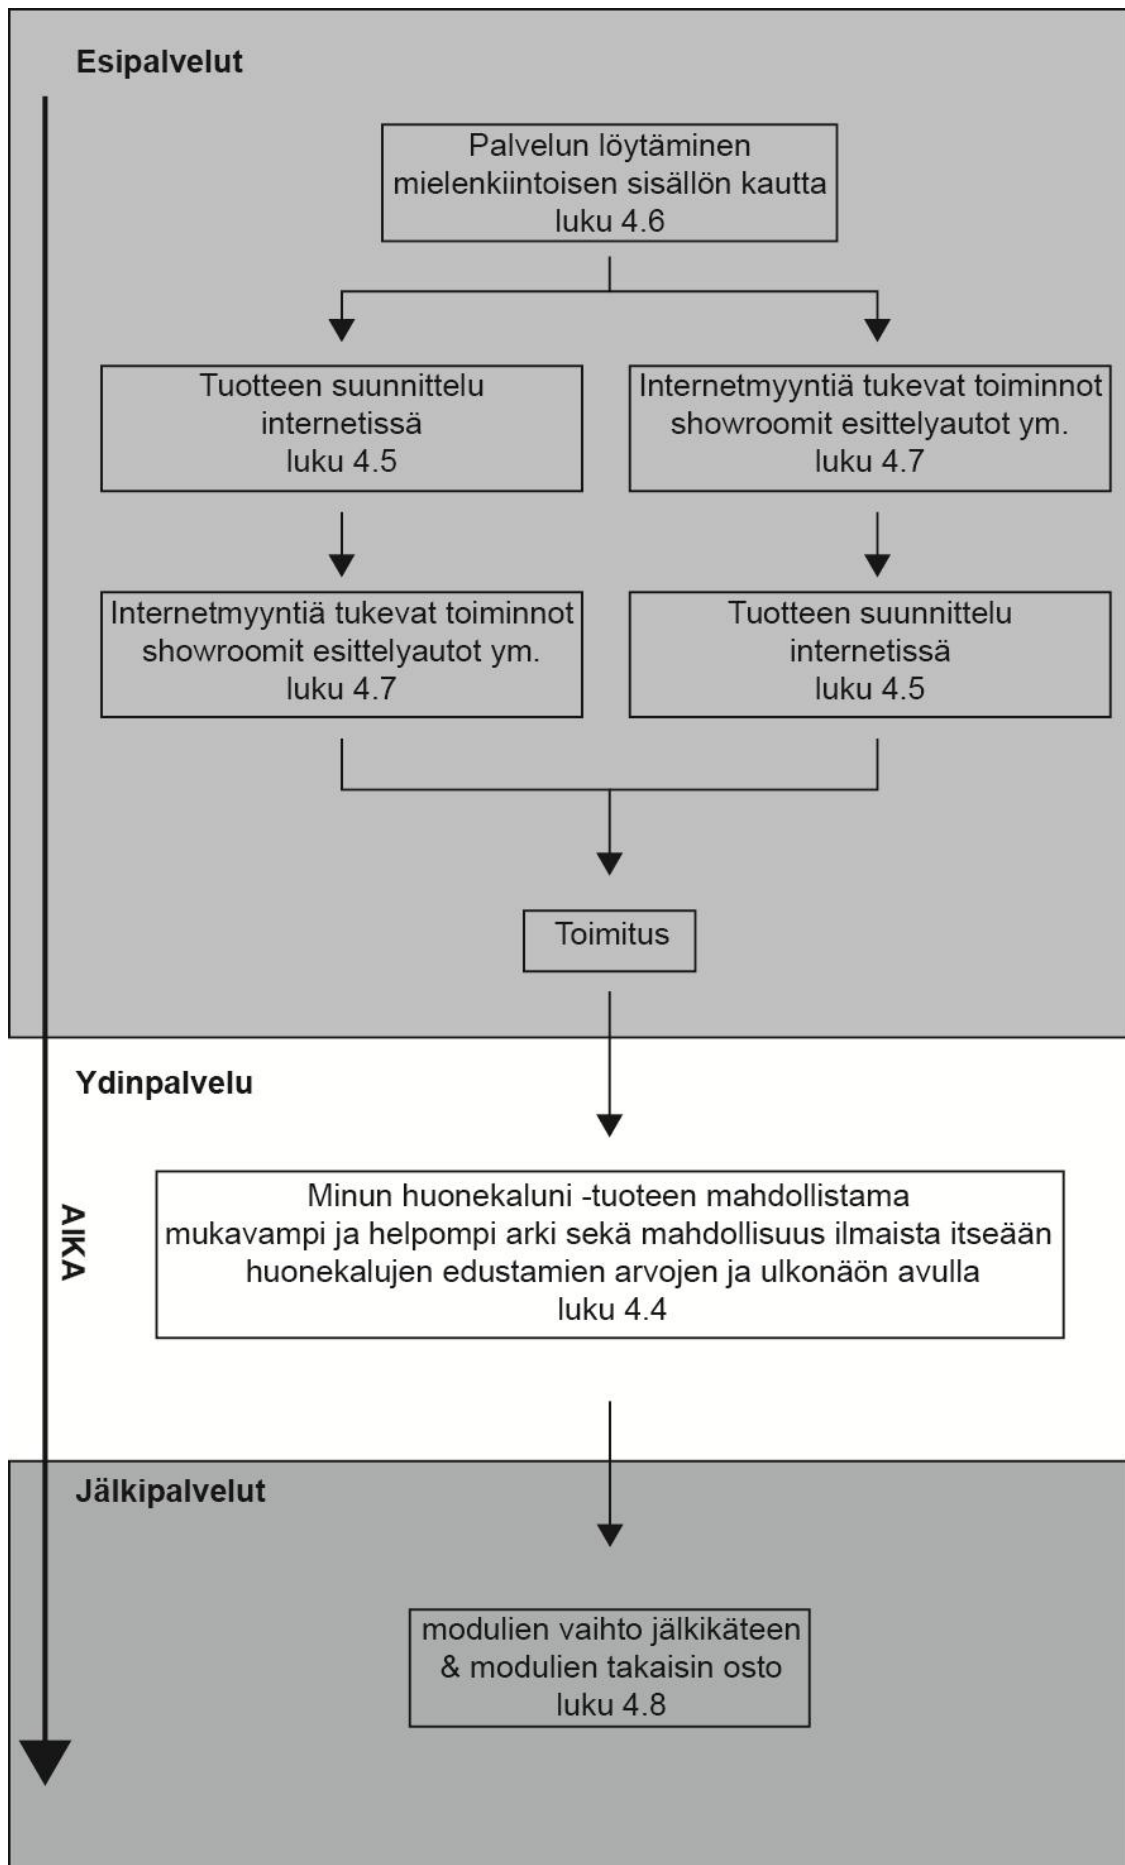 Esipalvelut
Palvelun löytäminen
mielenkiintoisen sisällön kautta
luku 4.6
Tuotteen suunnittelu
internetissä
luku 4.5
Internetmyyntiä tukevat toiminnot
showroomit esittelyautot ym.
luku 4.7
Internetmyyntiä tukevat toiminnot
showroomit esittelyautot ym.
luku 4.7
Tuotteen suunnittelu
internetissä
luku 4.5
Toimitus
Ydinpalvelu
AIKA
Minun huonekaluni -tuoteen mahdollistama
mukavampi ja helpompi arki sekä mahdollisuus ilmaista itseään
huonekalujen edustamien arvojen ja ulkonäön avulla
luku 4.4
Jälkipalvelut
modulien vaihto jälkikäteen
& modulien takaisin osto
luku 4.8